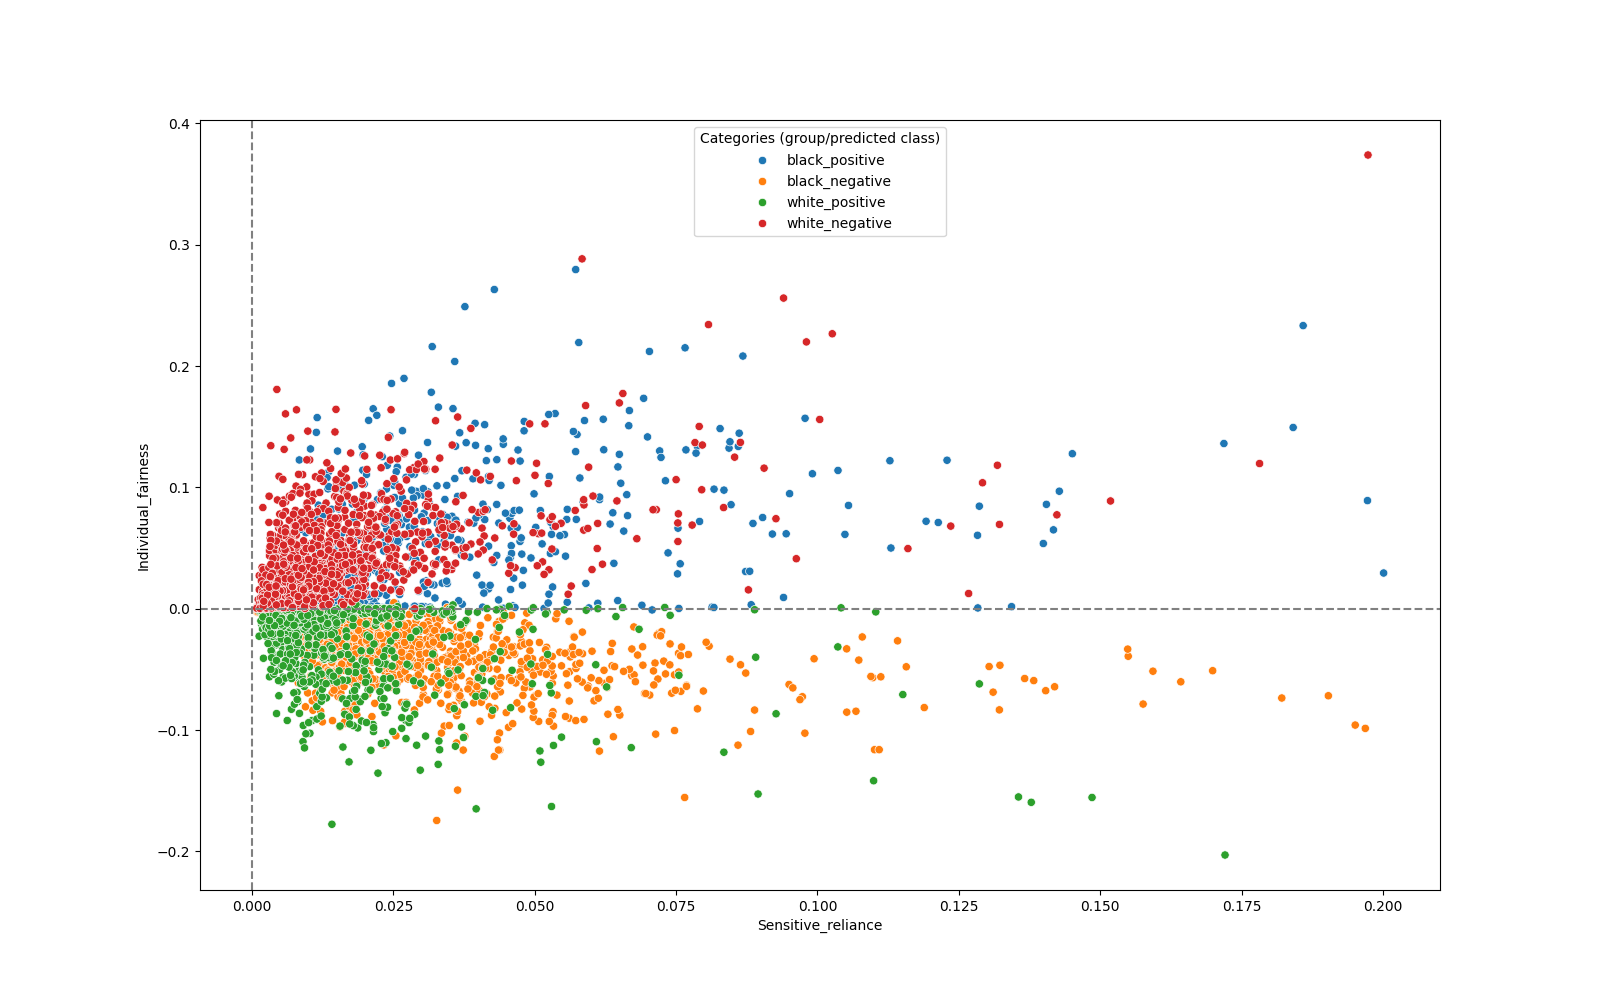 Categories (group/predicted class)
black_positive
black_negative
white_positive
white_negative
Individual_fairness
0.4
0.3
0.2
0.1
0.0
−0.1
−0.2
0.000 0.025 0.050 0.075 0.100 0.125 0.150 0.175 0.200
Sensitive_reliance